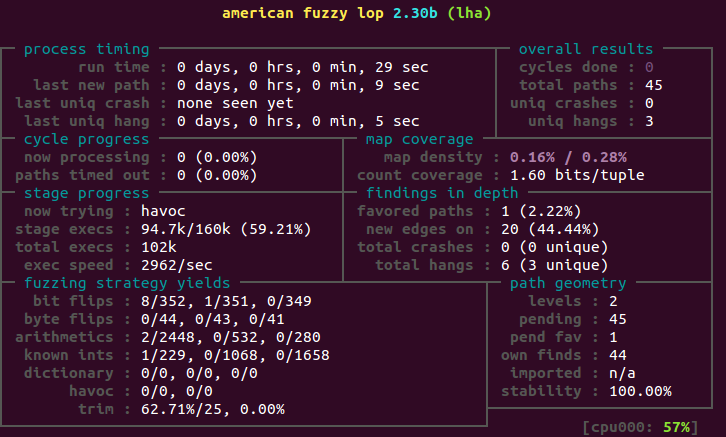 american fuzzy lop 2.30b (lha)
process timing
overall results
run time : 0 days, 0 hrs, 0 min, 29 sec
cycles done : 0
last new path : 0 days, 0 hrs, 0 min, 9 sec
total paths : 45
last uniq crash : none seen yet
uniq crashes : 0
last uniq hang : 0 days, 0 hrs, 0 min, 5 sec
uniq hangs : 3
cycle progress
map coverage
now processing : 0 (0.00%)
map density : 0.16% / 0.28%
paths timed out : 0 (0.00%)
count coverage : 1.60 bits/tuple
stage progress
findings in depth
now trying : havoc
favored paths : 1 (2.22%)
stage execs : 94.7k/160k (59.21%)
new edges on : 20 (44.44%)
total execs : 102k
total crashes : 0 (0 unique)
exec speed : 2962/sec
total hangs : 6 (3 unique)
fuzzing strategy yields
path geometry
bit flips : 8/352, 1/351, 0/349
levels : 2
byte flips : 0/44, 0/43, 0/41
pending : 45
arithmetics : 2/2448, 0/532, 0/280
pend fav : 1
known ints : 1/229, 0/1068, 0/1658
own finds : 44
dictionary : 0/0, 0/0, 0/0
imported : n/a
havoc : 0/0, 0/0
stability : 100.00%
trim : 62.71%/25, 0.00%
[cpu000: 57%]